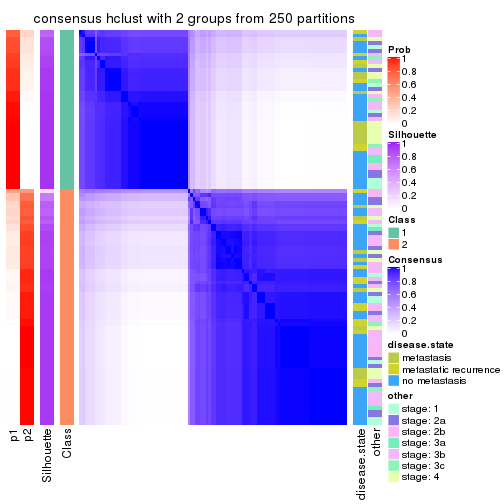 consensus hclust with 2 groups from 250 partitions
Prob
1
0.8
0.6
0.4
0.2
0
Silhouette
1
0.8
0.6
0.4
0.2
0
Class
1
2
Consensus
1
0.8
0.6
0.4
0.2
0
disease.state
metastasis
metastatic recurrence
no metastasis
other
stage: 1
stage: 2a
stage: 2b
stage: 3a
stage: 3b
stage: 3c
stage: 4
p1
p2
Silhouette
Class
disease.state
other